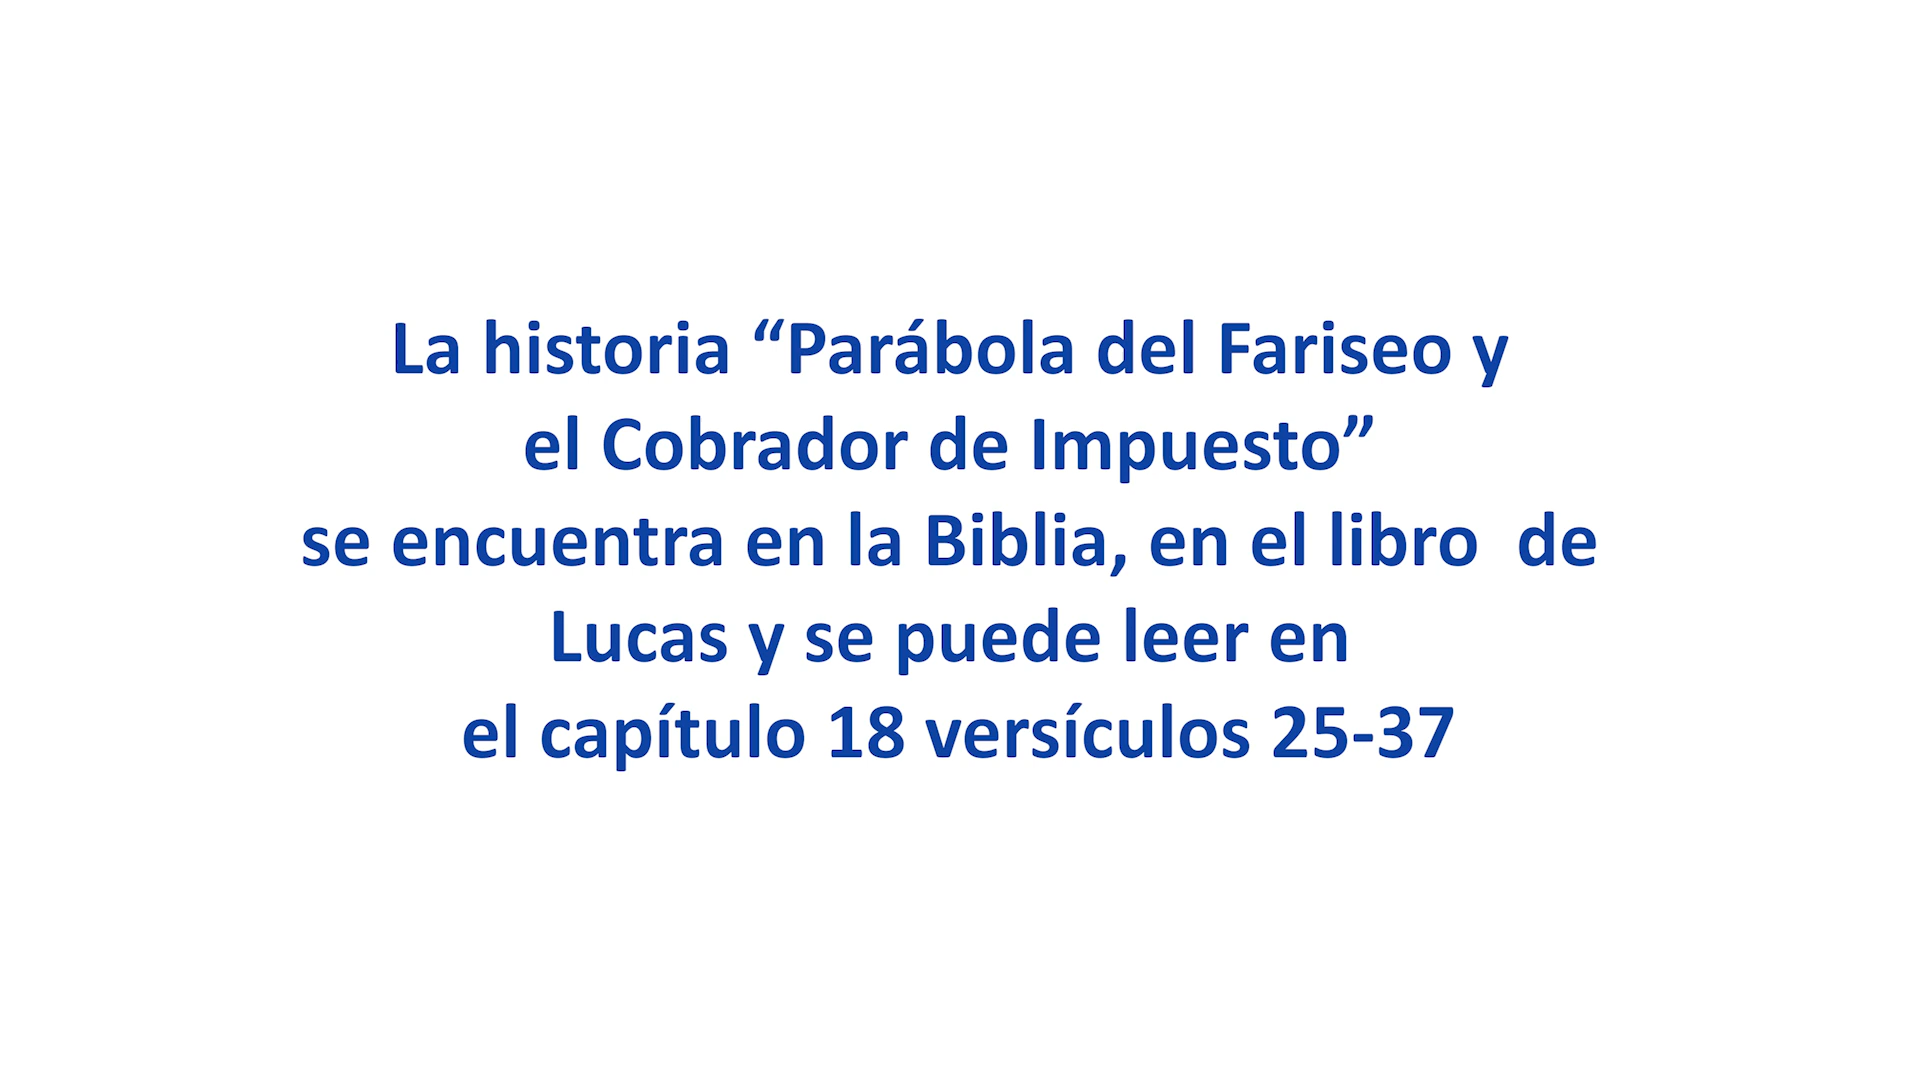 La historia “Parábola del Fariseo y
el Cobrador de Impuesto”
se encuentra en la Biblia, en el libro  de
Lucas y se puede leer en
el capítulo 18 versículos 25-37